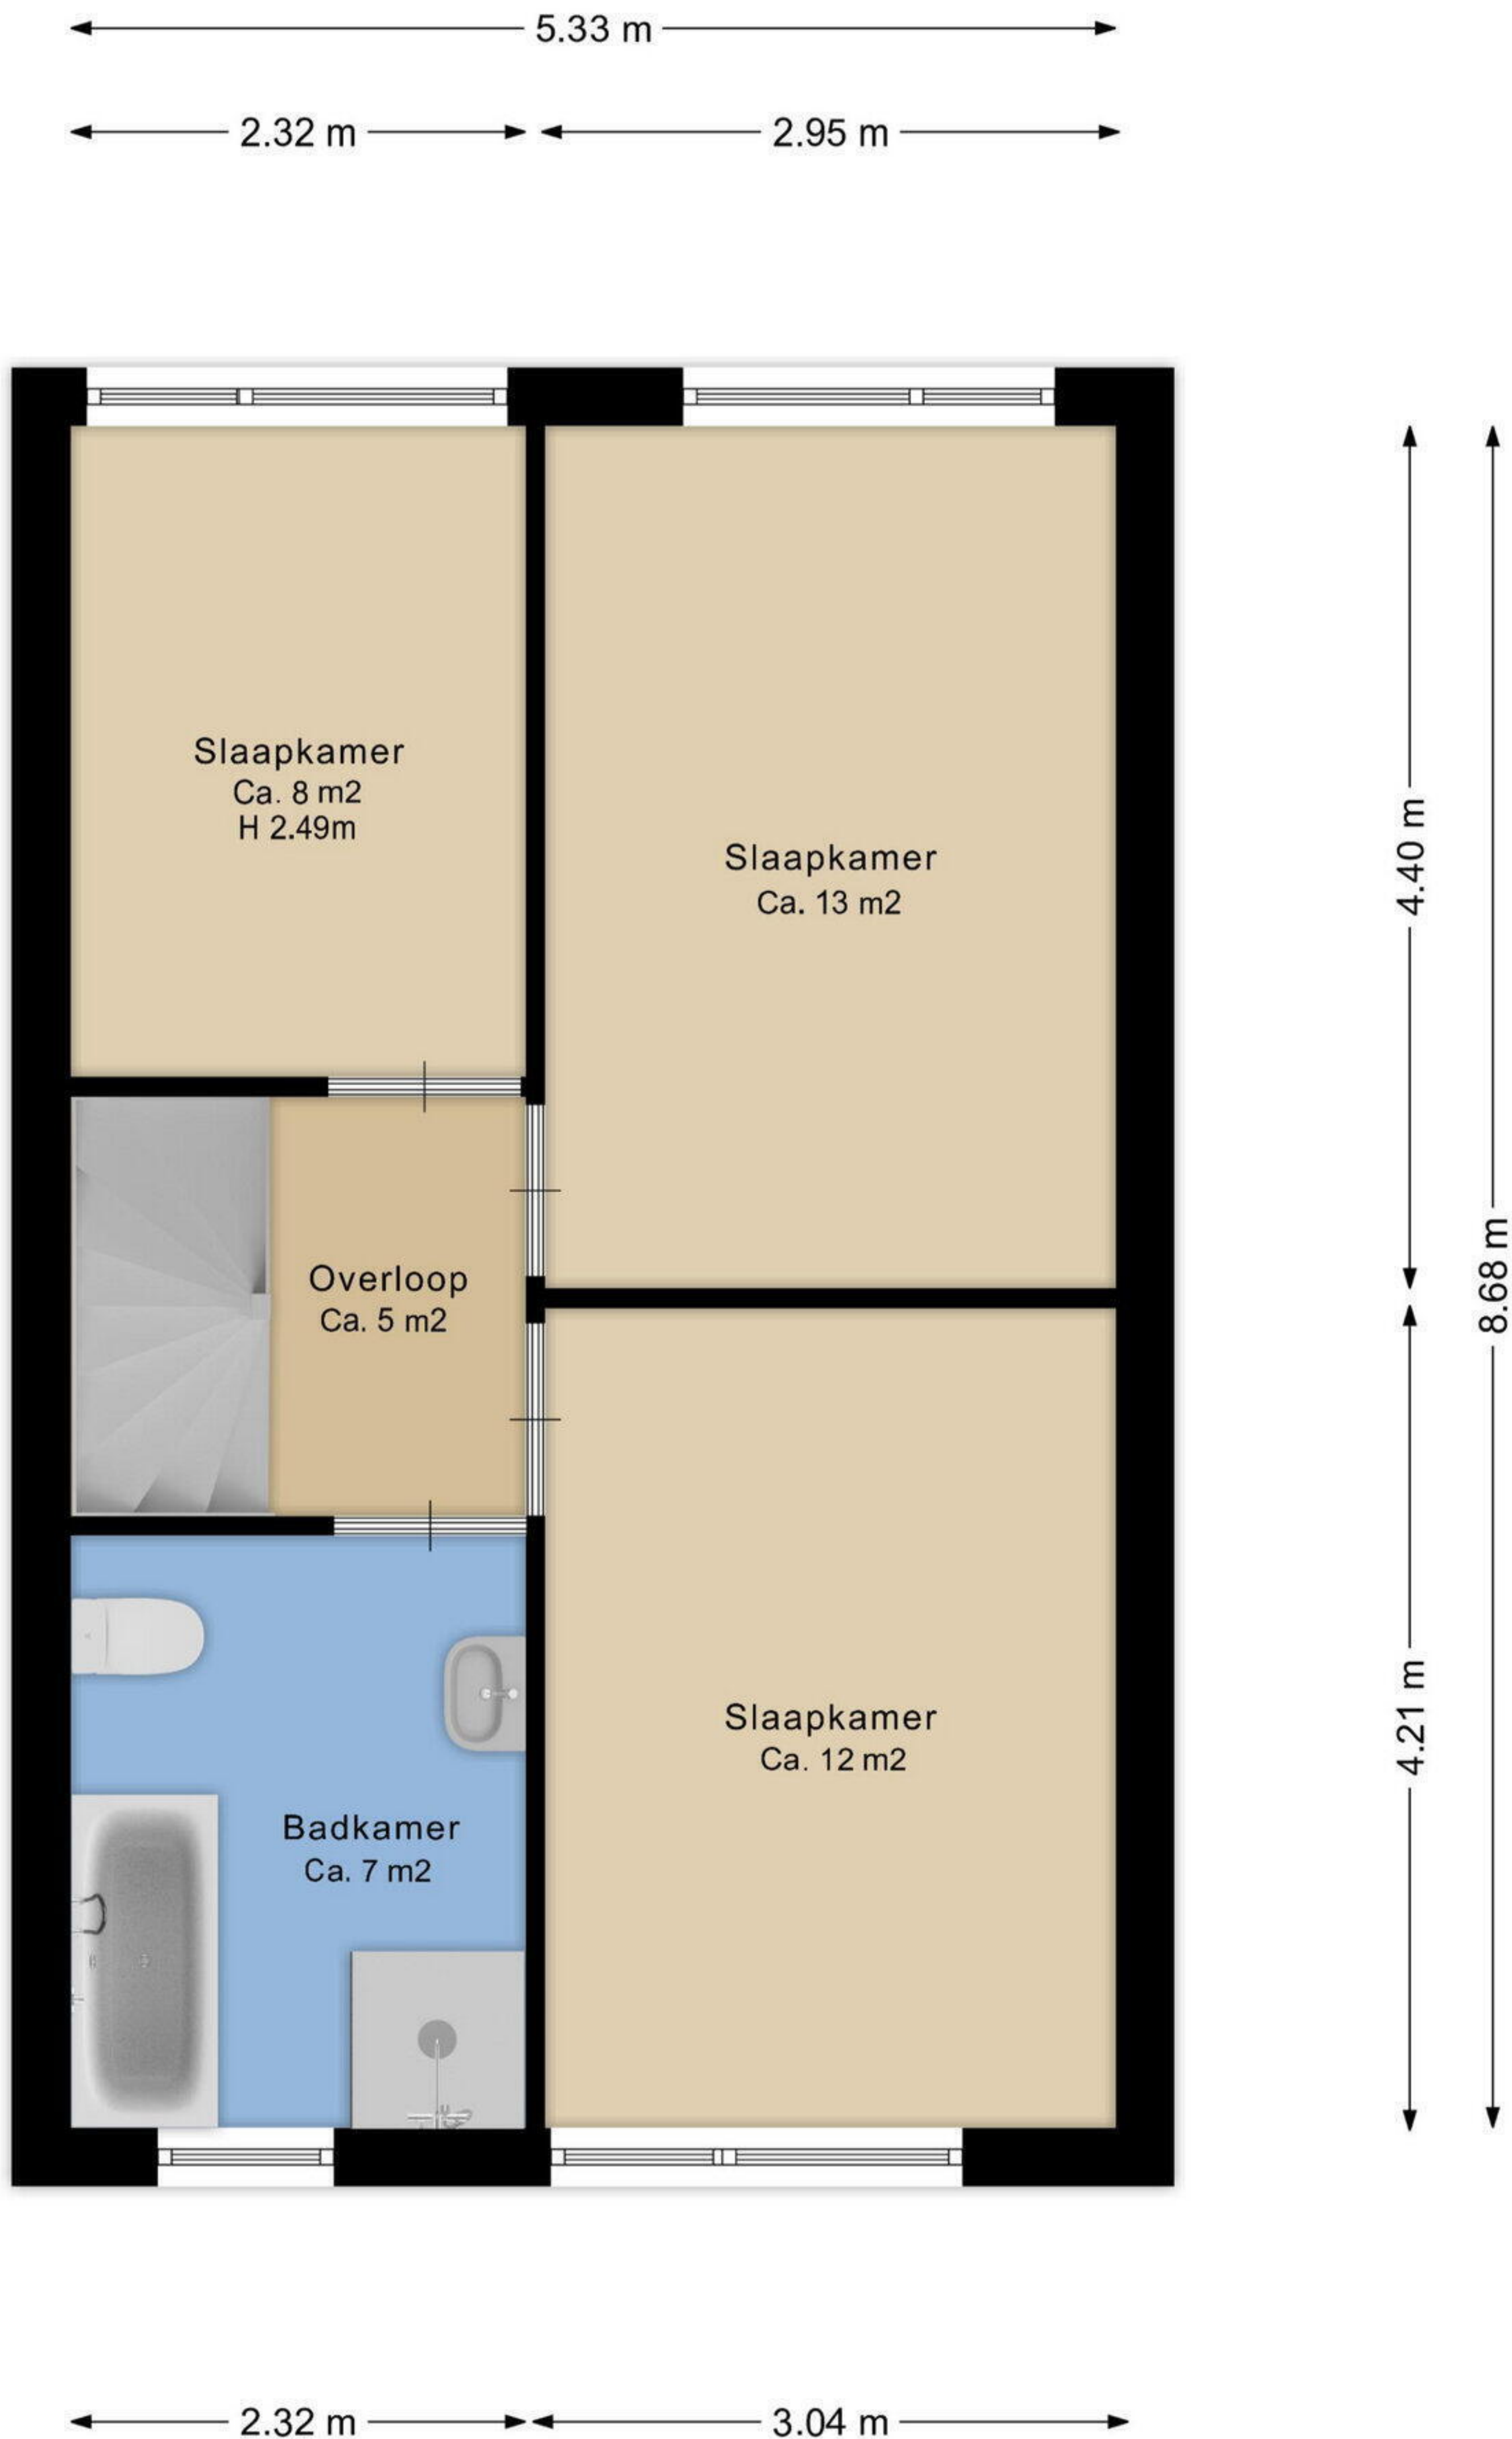 5.33 m
2.32 m
2.95 m
Slaapkamer
Ca. 8 m2
H 2.49m
Slaapkamer
Ca. 13 m2
4.40 m
8.68 m
Overloop
Ca. 5 m2
Slaapkamer
Ca. 12 m2
4.21 m
Badkamer
Ca. 7 m2
2.32 m
3.04 m